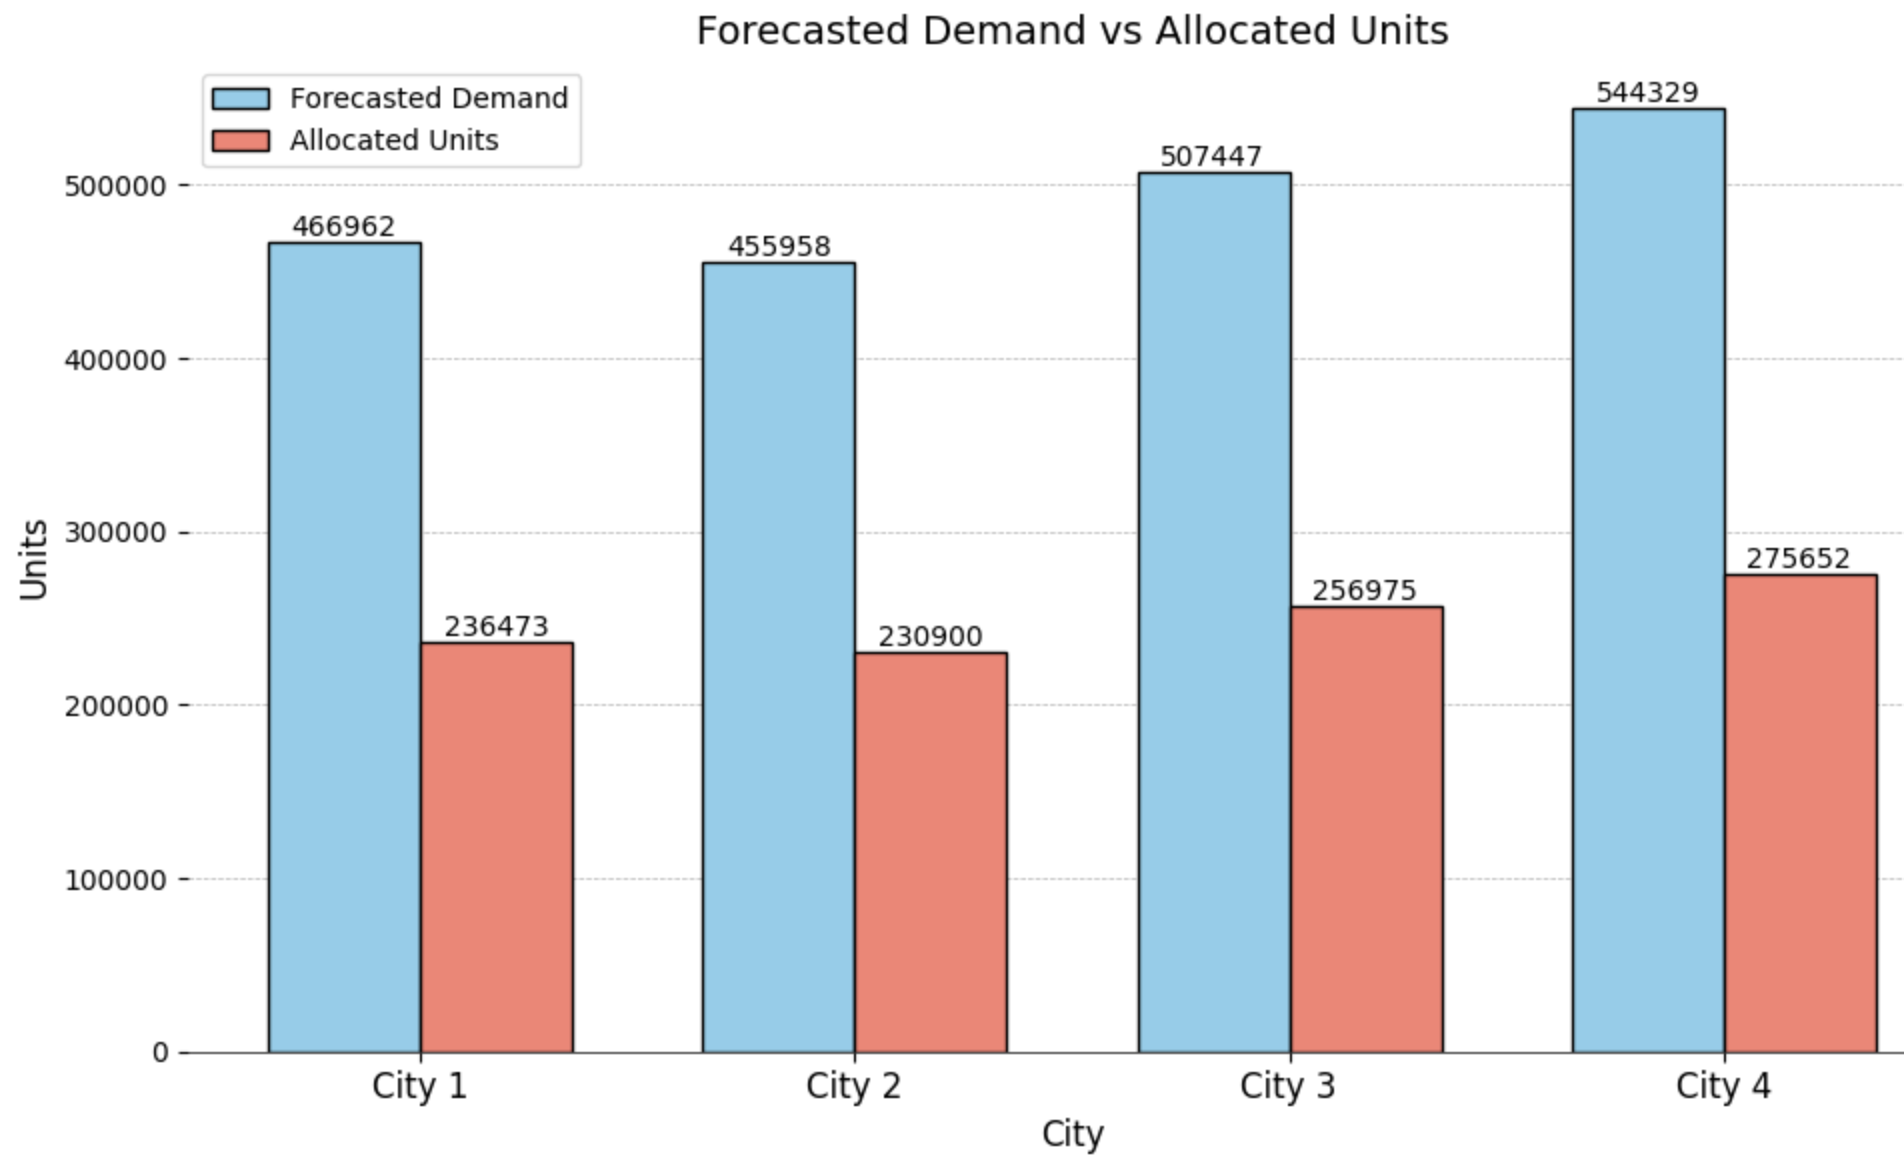 Forecasted Demand vs Allocated Units
Forecasted Demand
Allocated Units
544329
507447
500000
466962
455958
400000
300000
275652
256975
236473
230900
200000
100000
0
Units
City 1
City 2
City 3
City 4
City